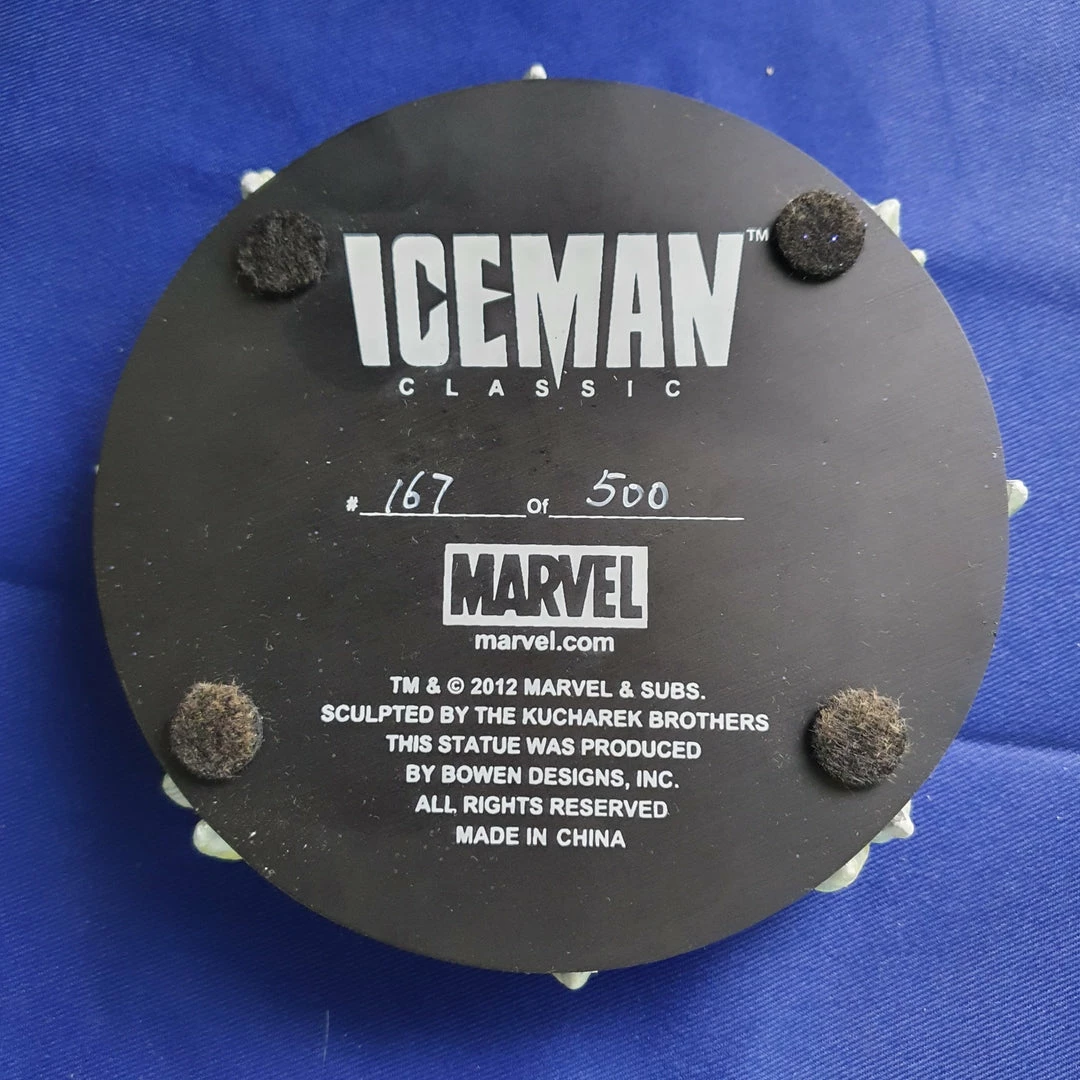 ICEMAN™
CLASSIC
# 167 Of 500
MARVEL
marvel.com
TM & © 2012 MARVEL & SUBS.
SCULPTED BY THE KUCHAREK BROTHERS
THIS STATUE WAS PRODUCED
BY BOWEN DESIGNS, INC.
ALL RIGHTS RESERVED
MADE IN CHINA